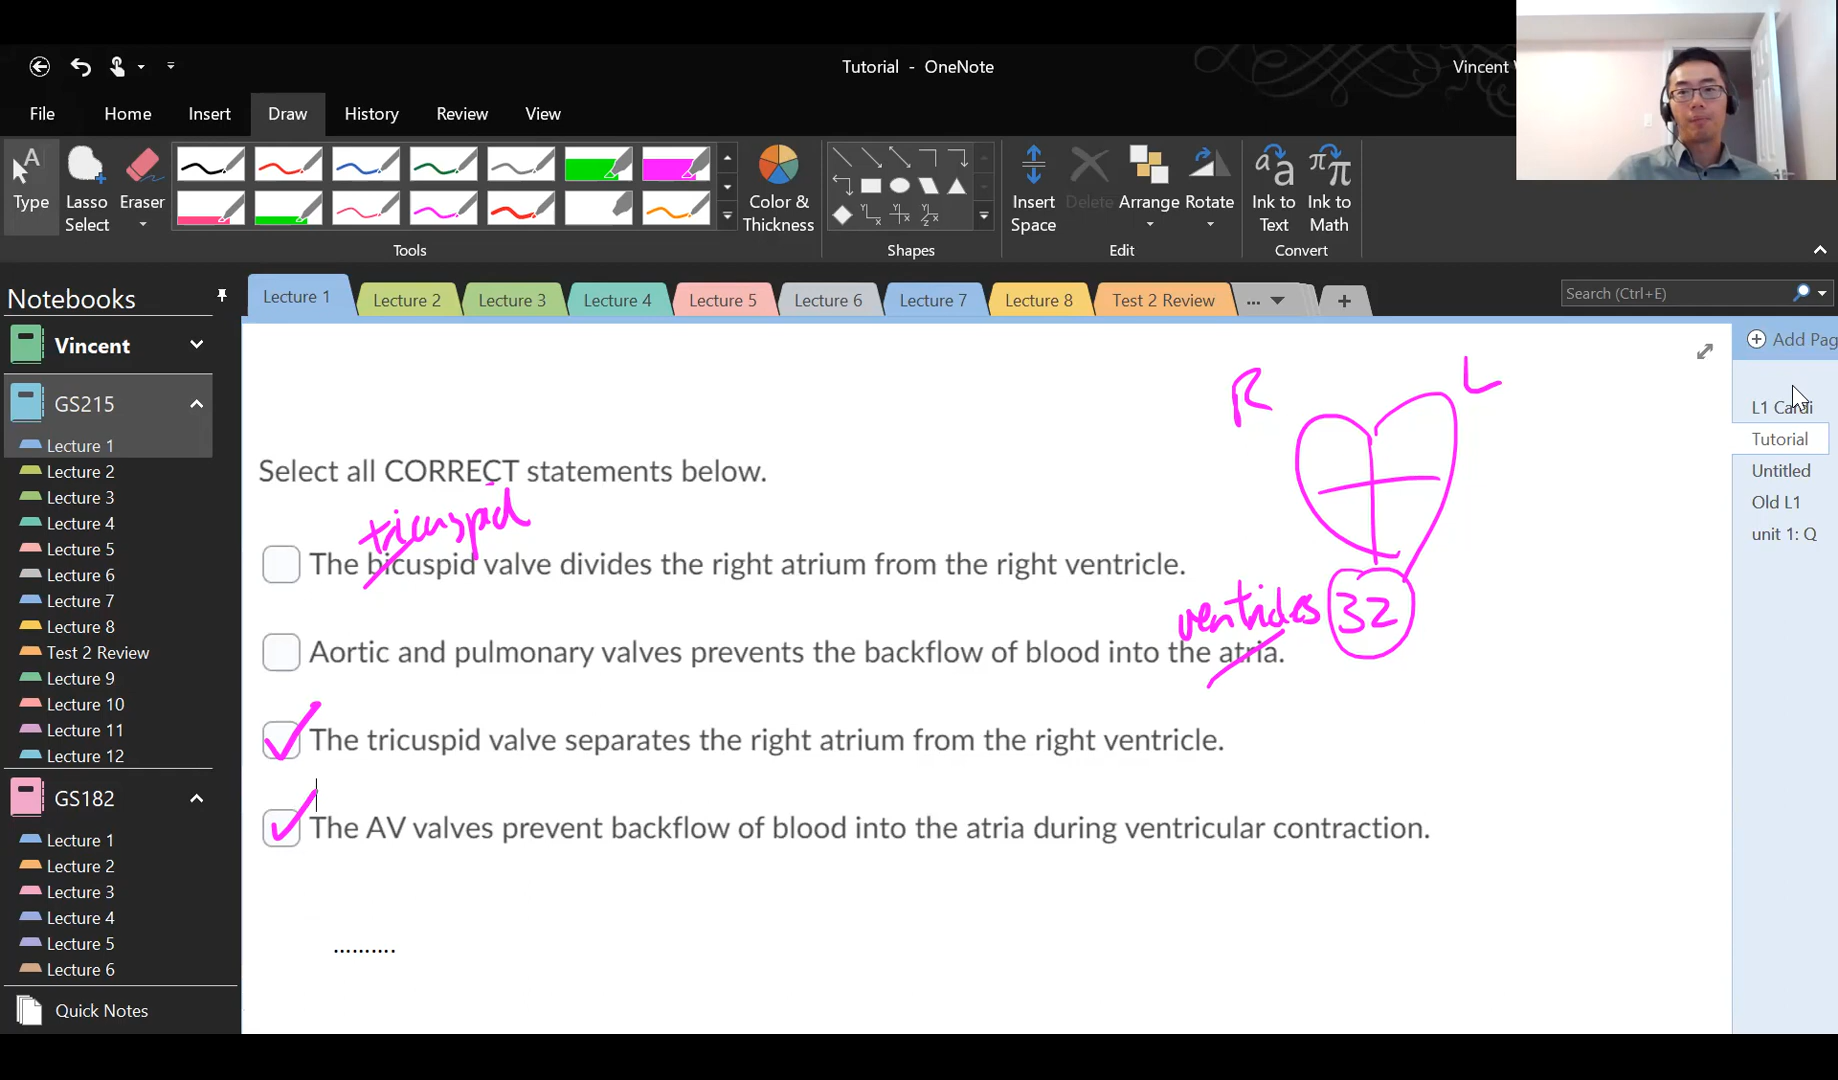 Tutorial - OneNote
Vincent
File Home Insert Draw History Review View
Type
Lasso Select
Eraser
Color & Thickness
Insert Space
Delete
Arrange
Rotate
Ink to Text
Ink to Math
Tools
Shapes
Edit
Convert
Notebooks
Lecture 1 Lecture 2 Lecture 3 Lecture 4 Lecture 5 Lecture 6 Lecture 7 Lecture 8 Test 2 Review ...
Search (Ctrl+E)
Vincent
GS215
Lecture 1
Lecture 2
Lecture 3
Lecture 4
Lecture 5
Lecture 6
Lecture 7
Lecture 8
Test 2 Review
Lecture 9
Lecture 10
Lecture 11
Lecture 12
GS182
Lecture 1
Lecture 2
Lecture 3
Lecture 4
Lecture 5
Lecture 6
Quick Notes
R L
Select all CORRECT statements below.
tricuspid
The bicuspid valve divides the right atrium from the right ventricle.
ventricles 32
Aortic and pulmonary valves prevents the backflow of blood into the atria.
The tricuspid valve separates the right atrium from the right ventricle.
The AV valves prevent backflow of blood into the atria during ventricular contraction.
..........
Add Pag
L1 Cardi
Tutorial
Untitled
Old L1
unit 1: Q